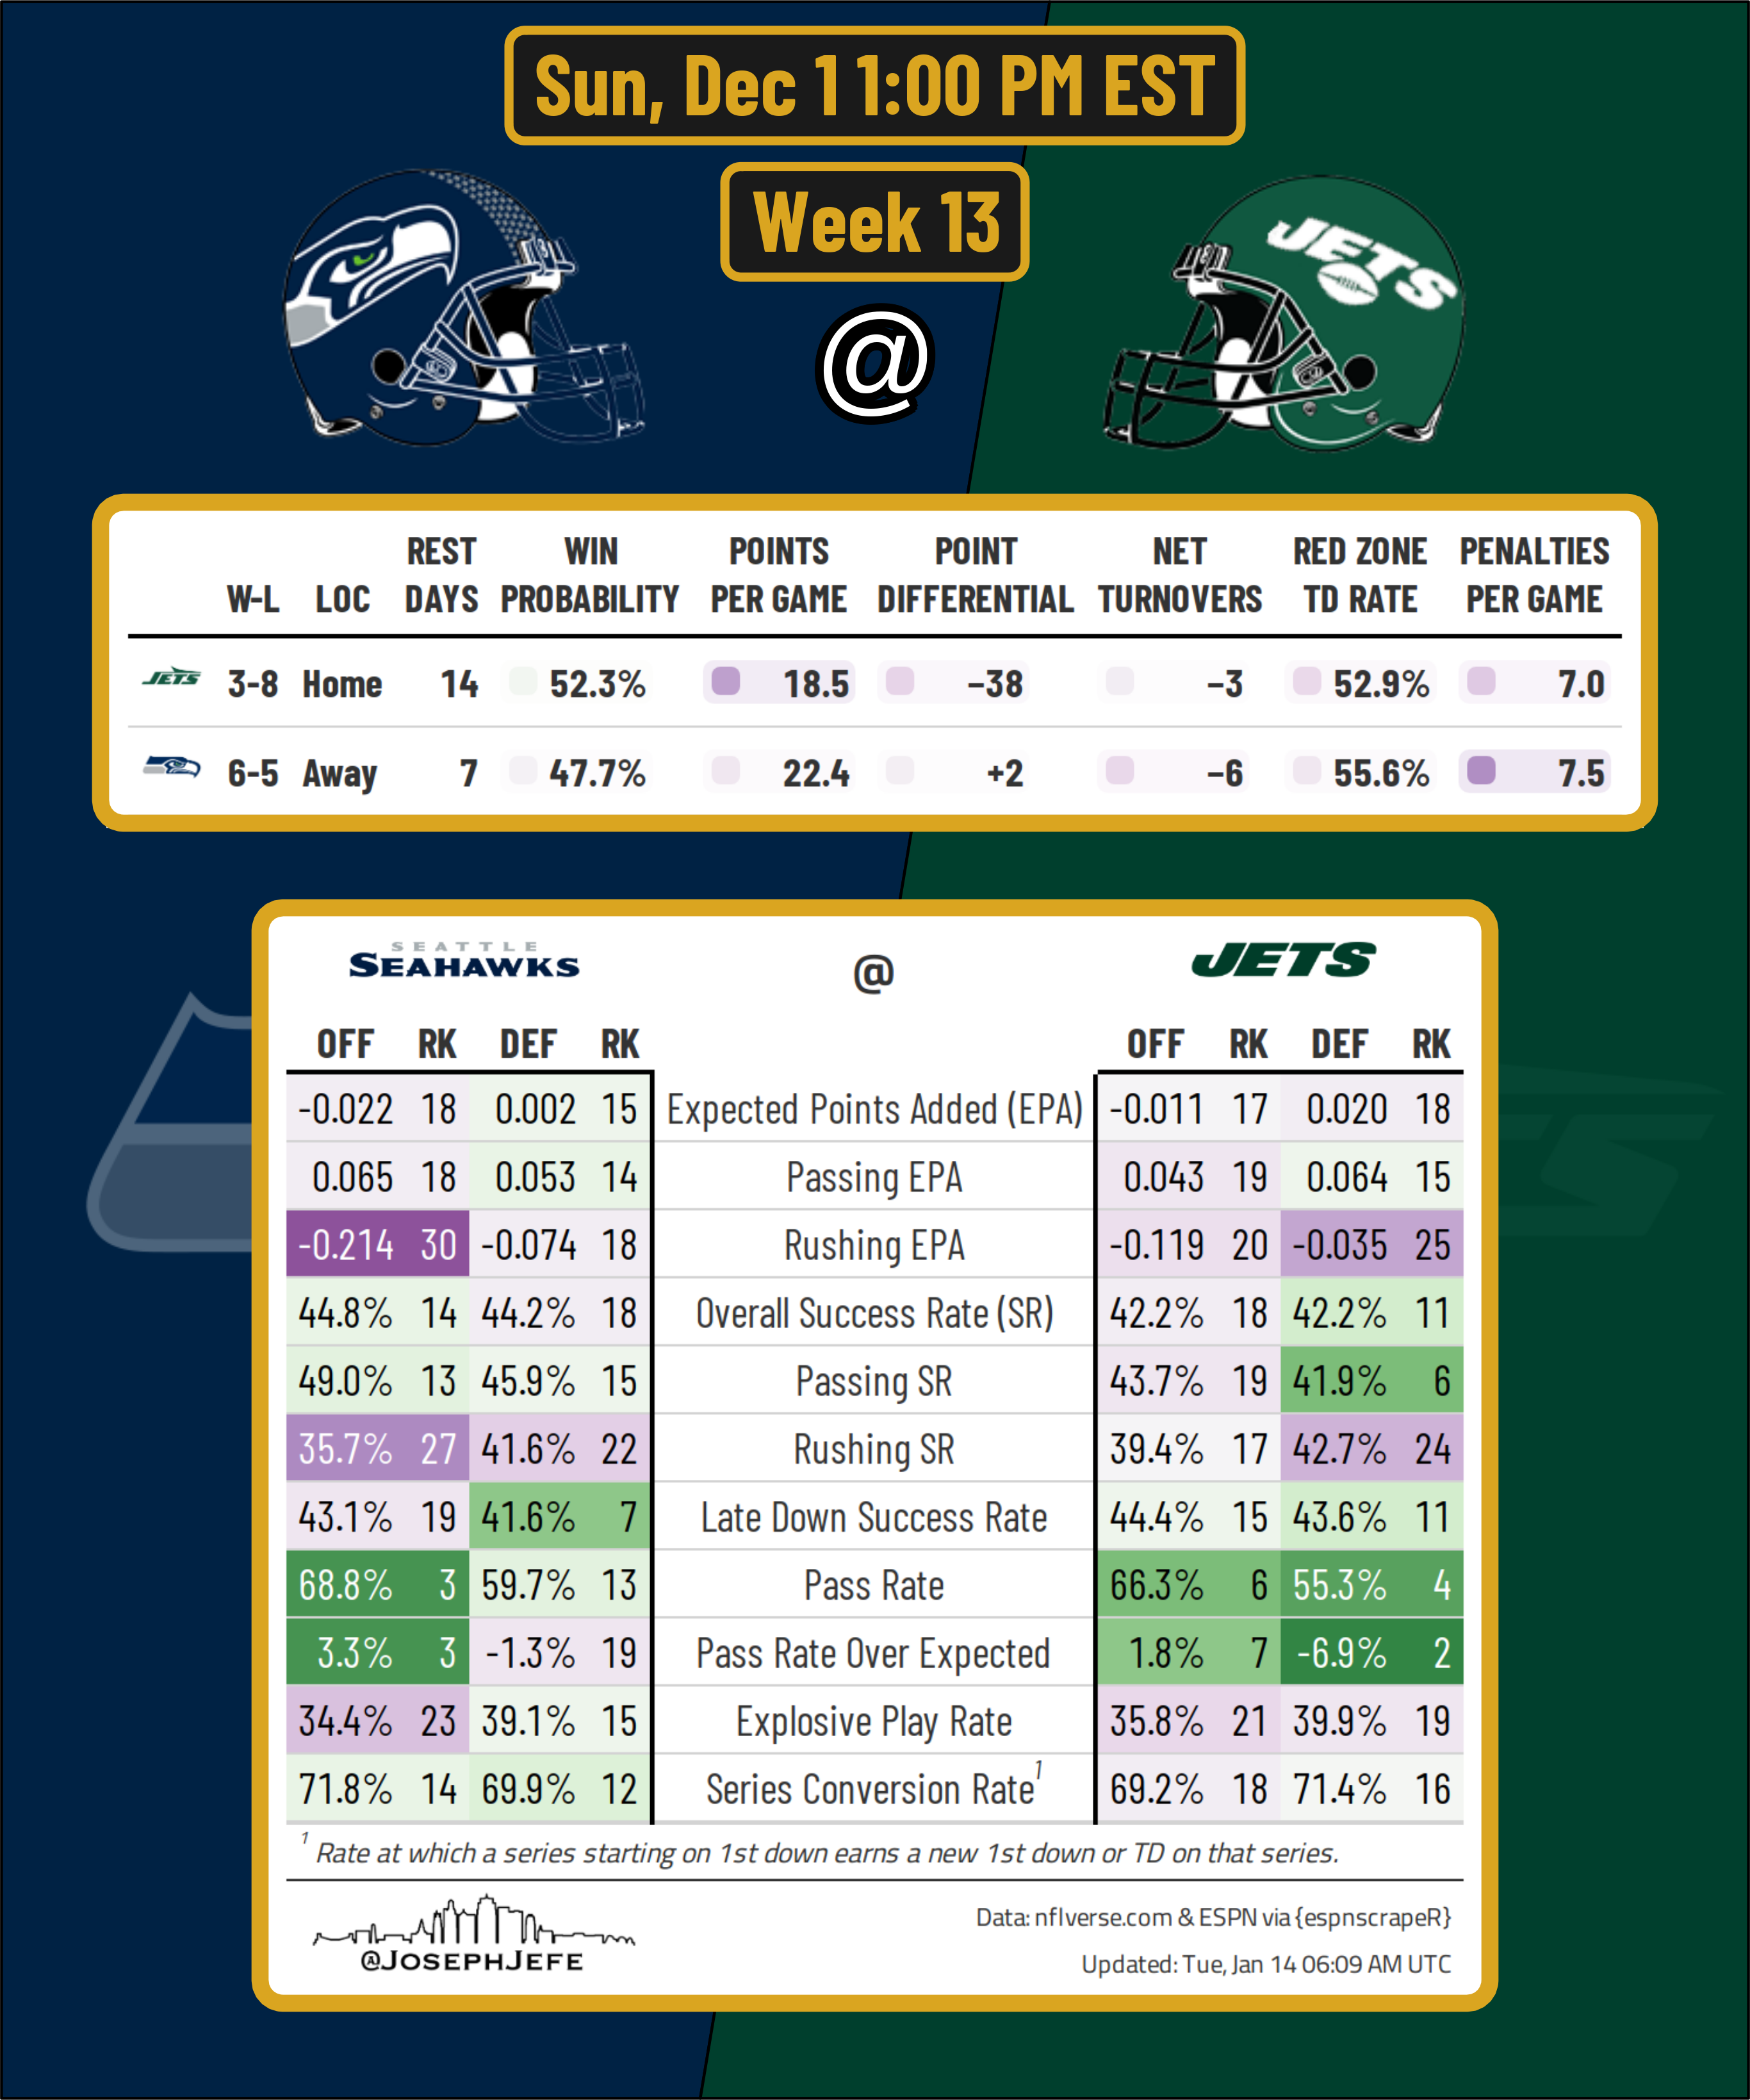 Sun, Dec 1 1:00 PM EST
Week 13
@
JETS
W-L LOC REST DAYS WIN PROBABILITY POINTS PER GAME POINT DIFFERENTIAL NET TURNOVERS RED ZONE TD RATE PENALTIES PER GAME
JETS 3-8 Home 14 52.3% 18.5 −38 −3 52.9% 7.0
6-5 Away 7 47.7% 22.4 +2 −6 55.6% 7.5
SEATTLE
SEAHAWKS @ JETS
OFF RK DEF RK OFF RK DEF RK
-0.022 18 0.002 15 Expected Points Added (EPA) -0.011 17 0.020 18
0.065 18 0.053 14 Passing EPA 0.043 19 0.064 15
-0.214 30 -0.074 18 Rushing EPA -0.119 20 -0.035 25
44.8% 14 44.2% 18 Overall Success Rate (SR) 42.2% 18 42.2% 11
49.0% 13 45.9% 15 Passing SR 43.7% 19 41.9% 6
35.7% 27 41.6% 22 Rushing SR 39.4% 17 42.7% 24
43.1% 19 41.6% 7 Late Down Success Rate 44.4% 15 43.6% 11
68.8% 3 59.7% 13 Pass Rate 66.3% 6 55.3% 4
3.3% 3 -1.3% 19 Pass Rate Over Expected 1.8% 7 -6.9% 2
34.4% 23 39.1% 15 Explosive Play Rate 35.8% 21 39.9% 19
71.8% 14 69.9% 12 Series Conversion Rate¹ 69.2% 18 71.4% 16
¹ Rate at which a series starting on 1st down earns a new 1st down or TD on that series.
@JOSEPHJEFE
Data: nflverse.com & ESPN via {espnscrapeR}
Updated: Tue, Jan 14 06:09 AM UTC